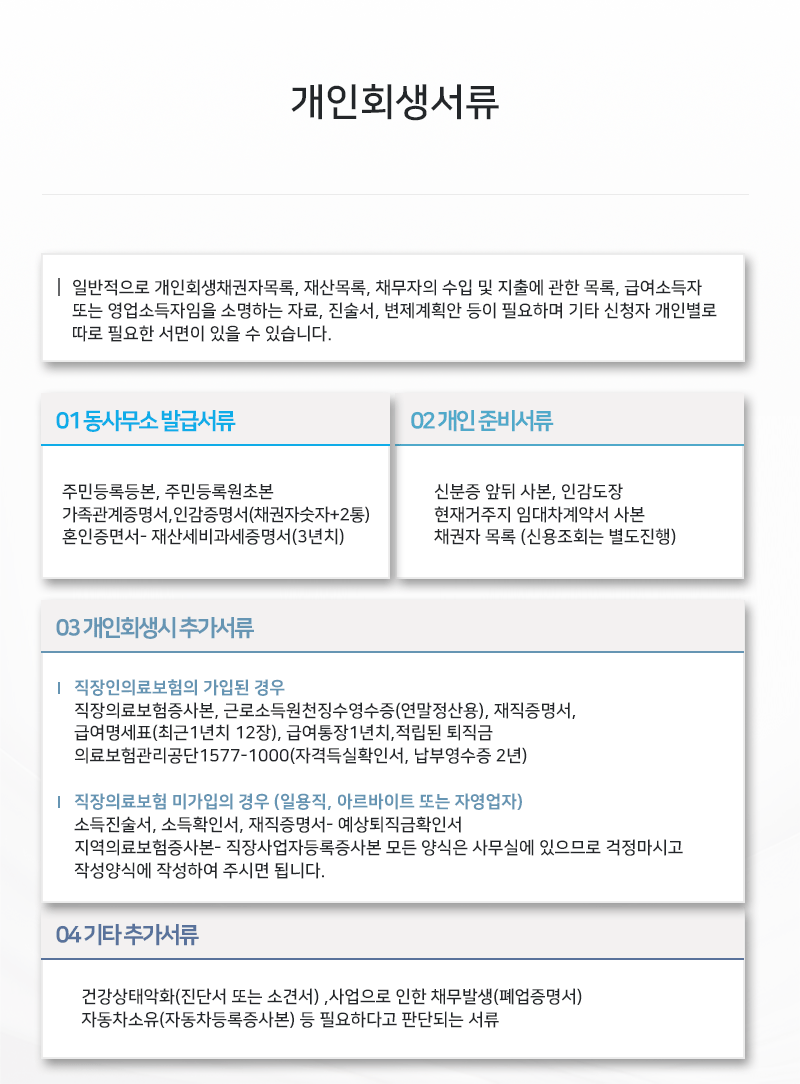 개인회생서류
일반적으로 개인회생채권자목록, 재산목록, 채무자의 수입 및 지출에 관한 목록, 급여소득자
또는 영업소득자임을 소명하는 자료, 진술서, 변제계획안 등이 필요하며 기타 신청자 개인별로
따로 필요한 서면이 있을 수 있습니다.
01 동사무소 발급서류
주민등록등본, 주민등록원초본
가족관계증명서,인감증명서(채권자숫자+2통)
혼인증면서- 재산세비과세증명서(3년치)
02 개인 준비서류
신분증 앞뒤 사본, 인감도장
현재거주지 임대차계약서 사본
채권자 목록 (신용조회는 별도진행)
03 개인회생시 추가서류
직장인의료보험의 가입된 경우
직장의료보험증사본, 근로소득원천징수영수증(연말정산용), 재직증명서,
급여명세표(최근1년치 12장), 급여통장1년치,적립된 퇴직금
의료보험관리공단1577-1000(자격득실확인서, 납부영수증 2년)
직장의료보험 미가입의 경우 (일용직, 아르바이트 또는 자영업자)
소득진술서, 소득확인서, 재직증명서- 예상퇴직금확인서
지역의료보험증사본- 직장사업자등록증사본 모든 양식은 사무실에 있으므로 걱정마시고
작성양식에 작성하여 주시면 됩니다.
04 기타 추가서류
건강상태악화(진단서 또는 소견서) ,사업으로 인한 채무발생(폐업증명서)
자동차소유(자동차등록증사본) 등 필요하다고 판단되는 서류